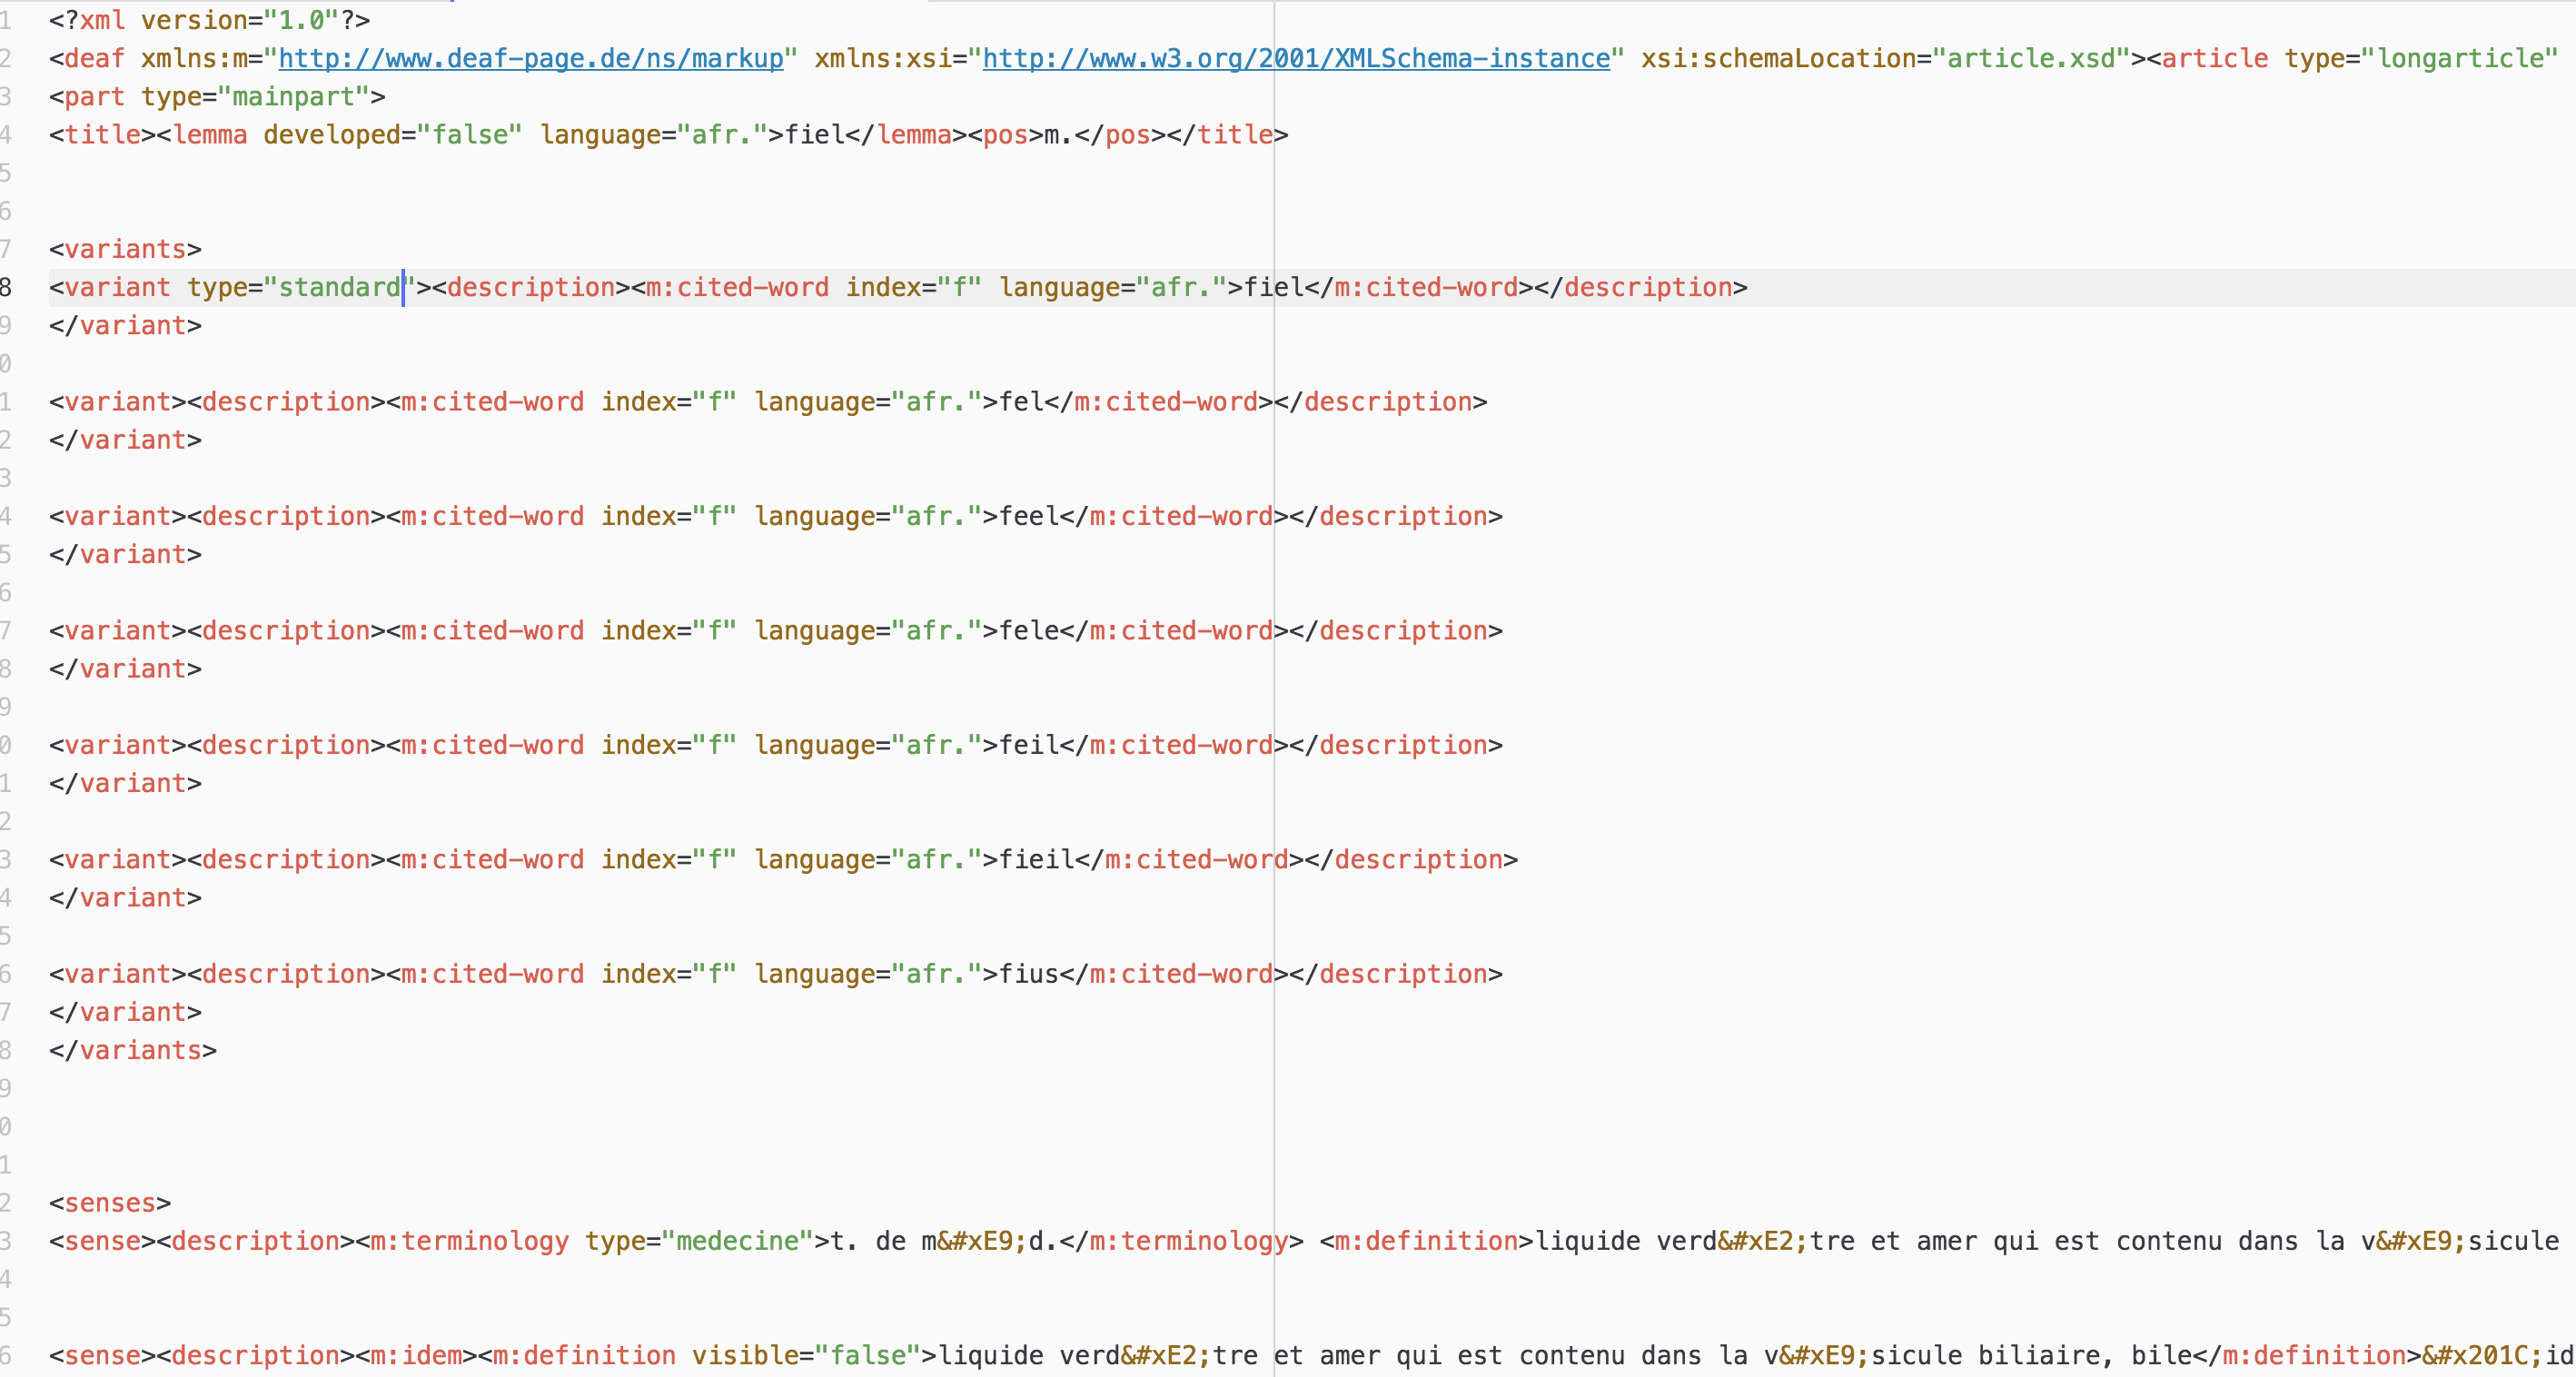 1 <?xml version="1.0"?>
2 <deaf xmlns:m="http://www.deaf-page.de/ns/markup" xmlns:xsi="http://www.w3.org/2001/XMLSchema-instance" xsi:schemaLocation="article.xsd"><article type="longarticle"
3 <part type="mainpart">
4 <title><lemma developed="false" language="afr.">fiel</lemma><pos>m.</pos></title>
5
6
7 <variants>
8 <variant type="standard"><description><m:cited-word index="f" language="afr.">fiel</m:cited-word></description>
9 </variant>
0
1 <variant><description><m:cited-word index="f" language="afr.">fel</m:cited-word></description>
2 </variant>
3
4 <variant><description><m:cited-word index="f" language="afr.">feel</m:cited-word></description>
5 </variant>
6
7 <variant><description><m:cited-word index="f" language="afr.">fele</m:cited-word></description>
8 </variant>
9
0 <variant><description><m:cited-word index="f" language="afr.">feil</m:cited-word></description>
1 </variant>
2
3 <variant><description><m:cited-word index="f" language="afr.">fieil</m:cited-word></description>
4 </variant>
5
6 <variant><description><m:cited-word index="f" language="afr.">fius</m:cited-word></description>
7 </variant>
8 </variants>
9
0
1
2 <senses>
3 <sense><description><m:terminology type="medecine">t. de m&#xE9;d.</m:terminology> <m:definition>liquide verd&#xE2;tre et amer qui est contenu dans la v&#xE9;sicule
4
5
6 <sense><description><m:idem><m:definition visible="false">liquide verd&#xE2;tre et amer qui est contenu dans la v&#xE9;sicule biliaire, bile</m:definition>&#x201C;id